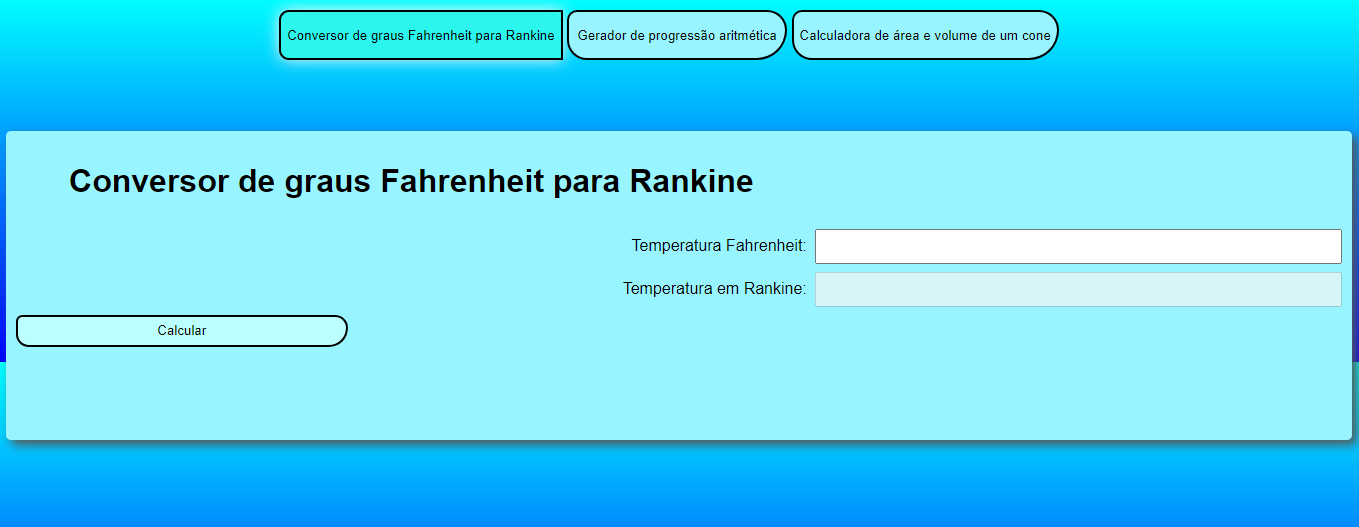 Conversor de graus Fahrenheit para Rankine
Gerador de progressão aritmética
Calculadora de área e volume de um cone
Conversor de graus Fahrenheit para Rankine
Temperatura Fahrenheit:
Temperatura em Rankine:
Calcular